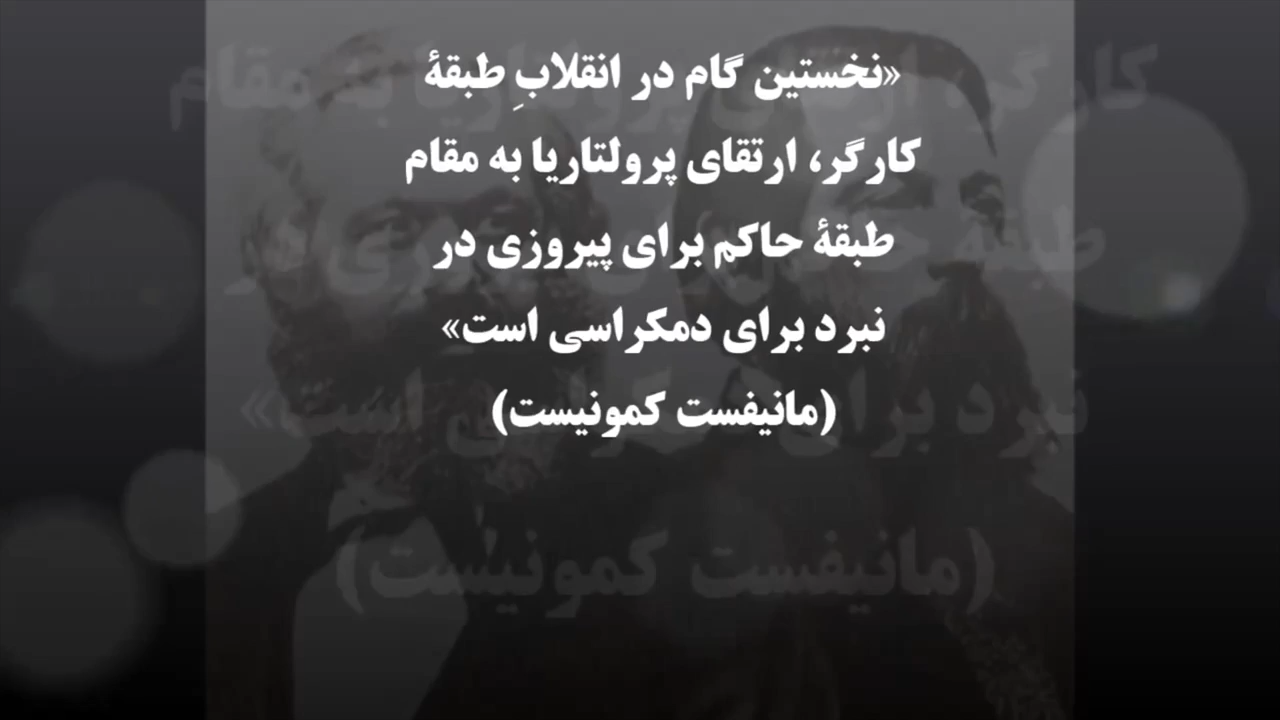 «نخستین گام در انقلابِ طبقهٔ
کارگر، ارتقای پرولتاریا به مقام
طبقهٔ حاکم برای پیروزی در
نبرد برای دمکراسی است»
(مانیفست کمونیست)